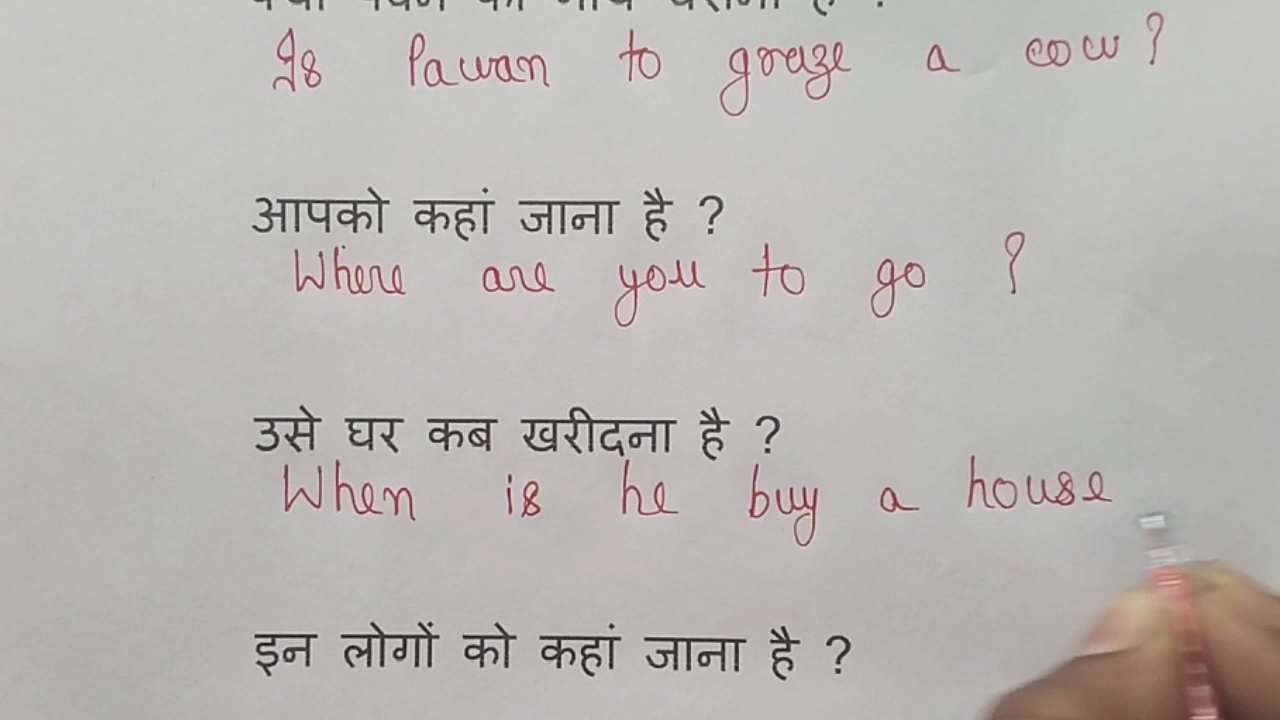 Is Pawan to graze a cow?
आपको कहां जाना है ?
Where are you to go ?
उसे घर कब खरीदना है ?
When is he buy a house
इन लोगों को कहां जाना है ?